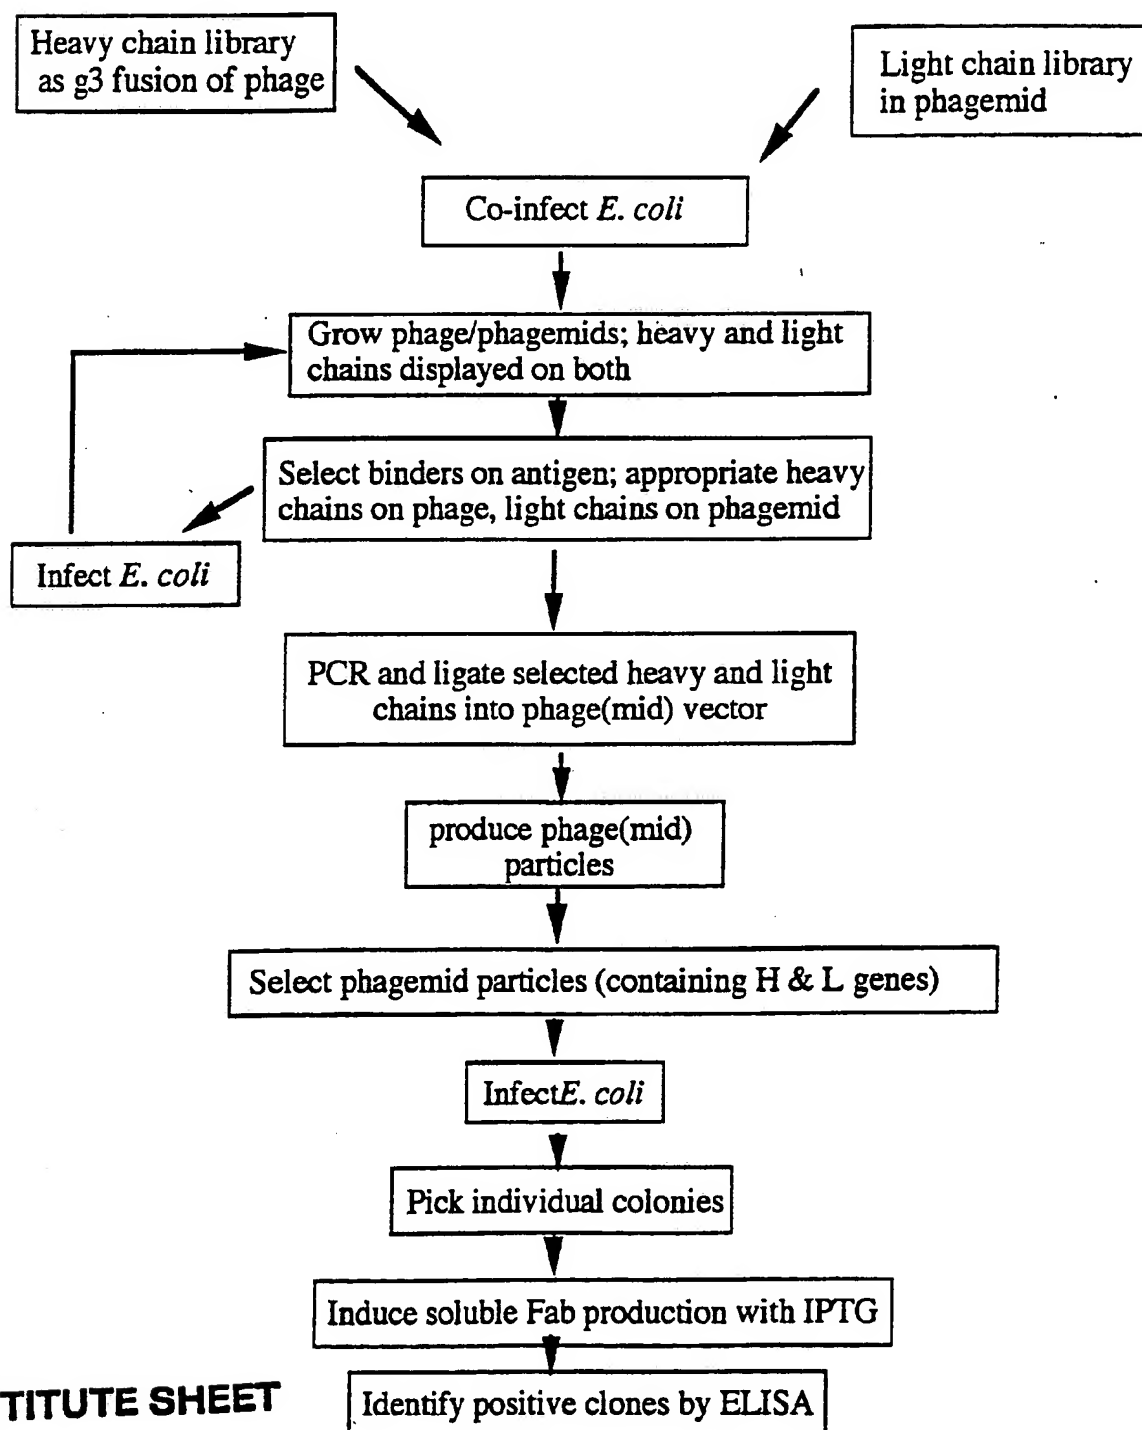 Heavy chain library
as g3 fusion of phage
Light chain library
in phagemid
Co-infect E. coli
Grow phage/phagemids; heavy and light
chains displayed on both
Select binders on antigen; appropriate heavy
chains on phage, light chains on phagemid
Infect E. coli
PCR and ligate selected heavy and light
chains into phage(mid) vector
produce phage(mid)
particles
Select phagemid particles (containing H & L genes)
InfectE. coli
Pick individual colonies
Induce soluble Fab production with IPTG
TITUTE SHEET
Identify positive clones by ELISA